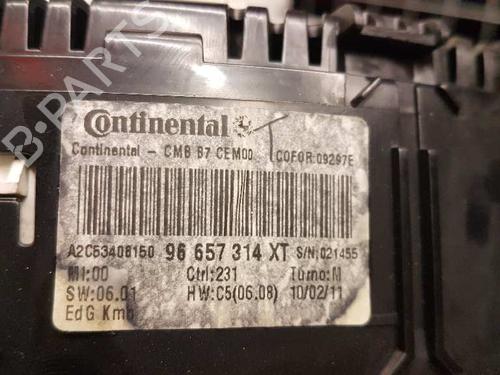 B-PARTS
Continental
Continental - CMB B7 CEM00 COFOR:09297E
A2C53408150 96 657 314 XT S/N:021455
MI:00 Ctrl:231 Turno:M
SW:06.01 HW:C5(06.08) 10/02/11
EdG Kmh